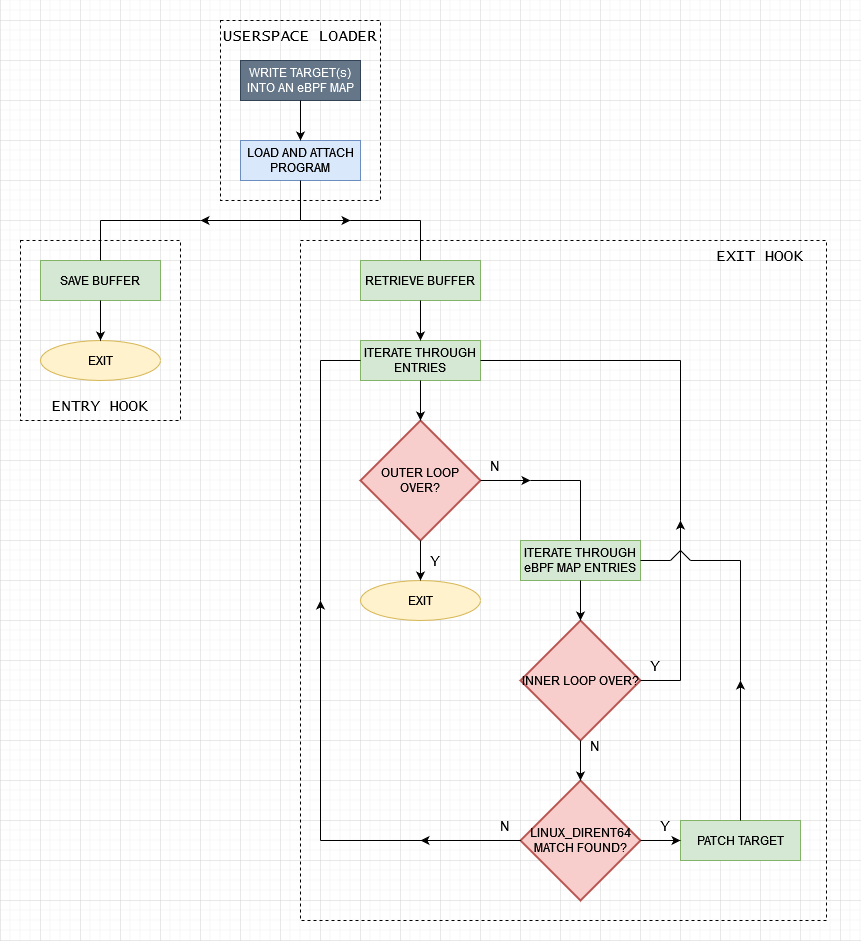 USERSPACE LOADER
WRITE TARGET(s)
INTO AN eBPF MAP
LOAD AND ATTACH
PROGRAM
SAVE BUFFER
EXIT
ENTRY HOOK
EXIT HOOK
RETRIEVE BUFFER
ITERATE THROUGH
ENTRIES
OUTER LOOP
OVER?
N
Y
EXIT
ITERATE THROUGH
eBPF MAP ENTRIES
INNER LOOP OVER?
Y
N
LINUX_DIRENT64
MATCH FOUND?
N
Y
PATCH TARGET